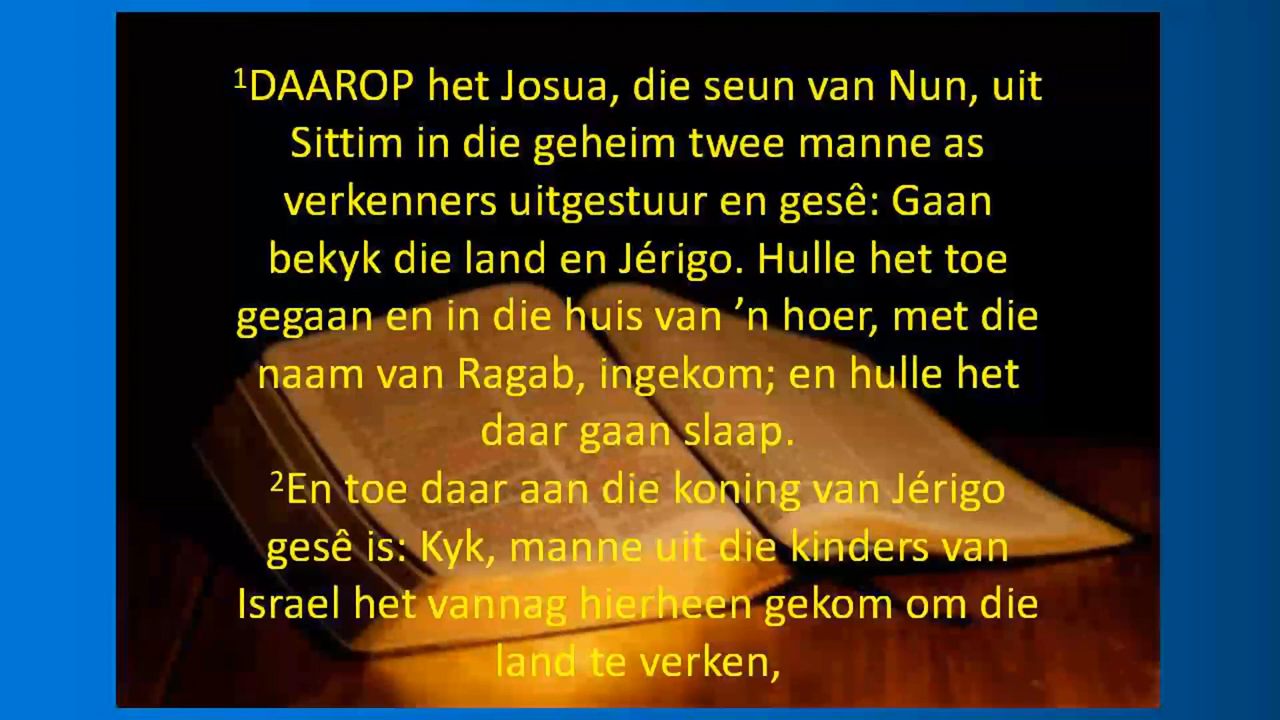 ¹DAAROP het Josua, die seun van Nun, uit
Sittim in die geheim twee manne as
verkenners uitgestuur en gesê: Gaan
bekyk die land en Jérigo. Hulle het toe
gegaan en in die huis van ’n hoer, met die
naam van Ragab, ingekom; en hulle het
daar gaan slaap.
²En toe daar aan die koning van Jérigo
gesê is: Kyk, manne uit die kinders van
Israel het vannag hierheen gekom om die
land te verken,